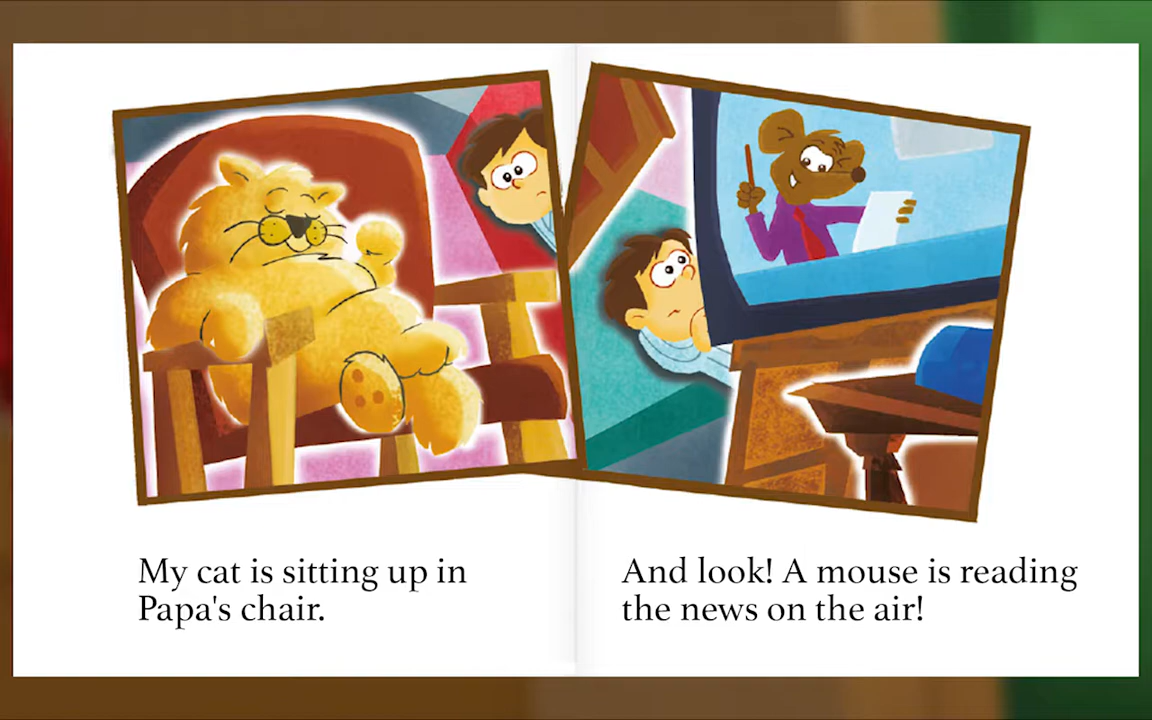 My cat is sitting up in
Papa's chair.
And look! A mouse is reading
the news on the air!